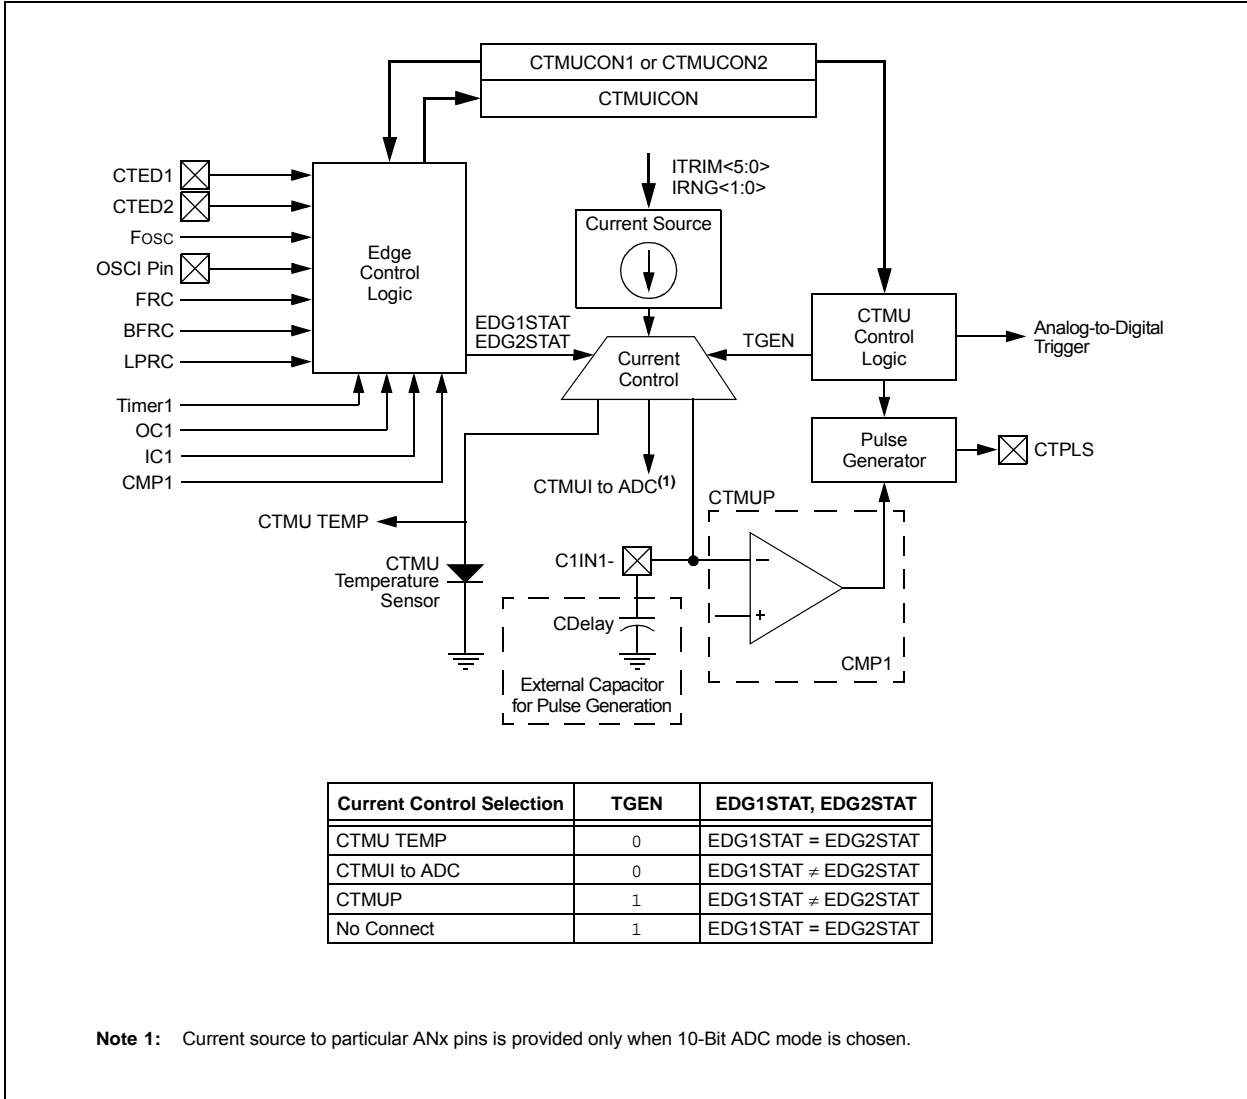 CTMUCON1 or CTMUCON2
CTMUICON
CTED1
CTED2
FOSC
OSCI Pin
FRC
BFRC
LPRC
Timer1
OC1
IC1
CMP1
Edge
Control
Logic
ITRIM<5:0>
IRNG<1:0>
Current Source
EDG1STAT
EDG2STAT
Current
Control
TGEN
CTMU
Control
Logic
Analog-to-Digital
Trigger
Pulse
Generator
CTPLS
CTMUI to ADC(1)
CTMUP
CTMU TEMP
CTMU
Temperature
Sensor
C1IN1-
CDelay
External Capacitor
for Pulse Generation
–
+
CMP1
Current Control Selection TGEN EDG1STAT, EDG2STAT
CTMU TEMP 0 EDG1STAT = EDG2STAT
CTMUI to ADC 0 EDG1STAT ≠ EDG2STAT
CTMUP 1 EDG1STAT ≠ EDG2STAT
No Connect 1 EDG1STAT = EDG2STAT
Note 1: Current source to particular ANx pins is provided only when 10-Bit ADC mode is chosen.